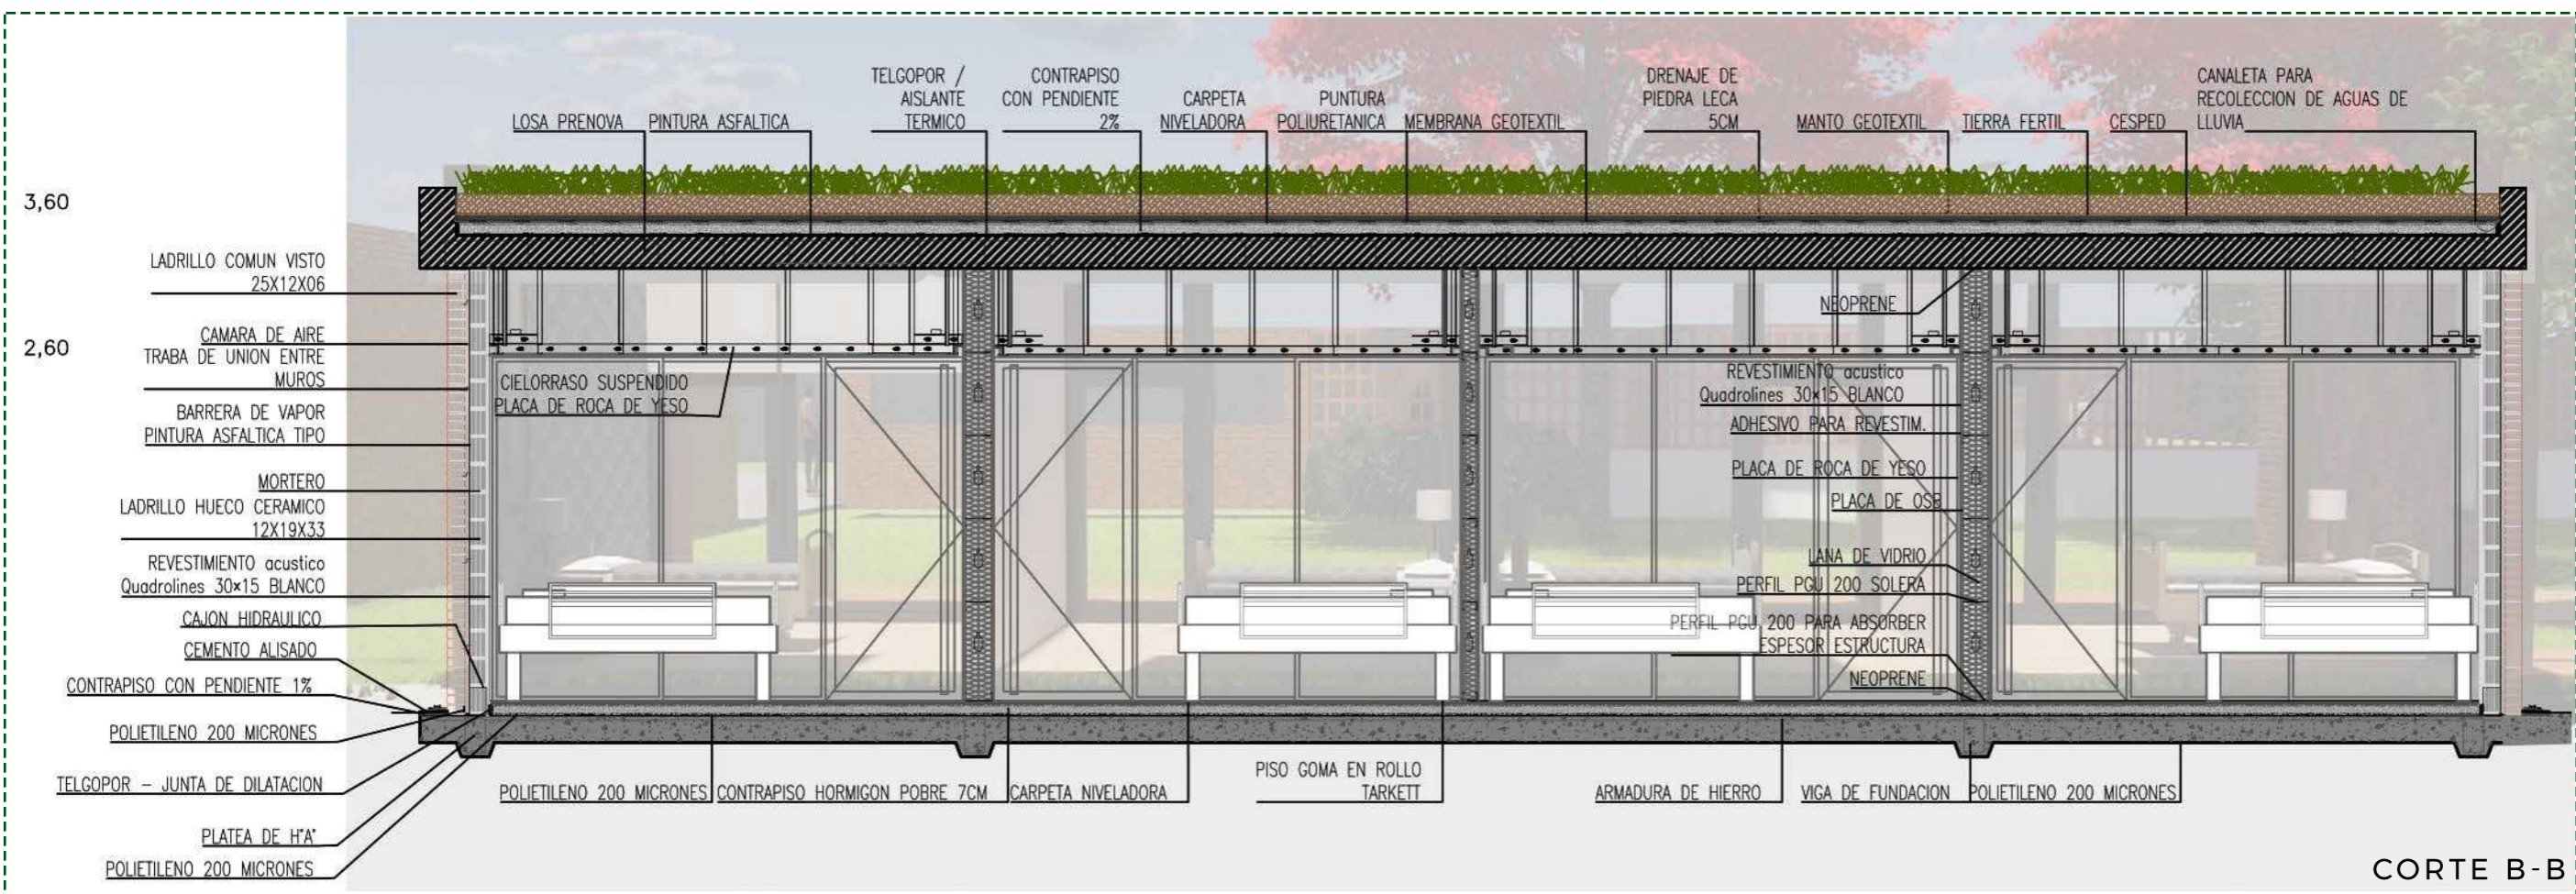 LOSA PRENOVA
PINTURA ASFALTICA
TELGOPOR /
AISLANTE
TERMICO
CONTRAPISO
CON PENDIENTE
2%
CARPETA
NIVELADORA
PUNTURA
POLIURETANICA
MEMBRANA GEOTEXTIL
DRENAJE DE
PIEDRA LECA
5CM
MANTO GEOTEXTIL
TIERRA FERTIL
CESPED
CANALETA PARA
RECOLECCION DE AGUAS DE
LLUVIA
3,60
2,60
LADRILLO COMUN VISTO
25X12X06
CAMARA DE AIRE
TRABA DE UNION ENTRE
MUROS
BARRERA DE VAPOR
PINTURA ASFALTICA TIPO
MORTERO
LADRILLO HUECO CERAMICO
12X19X33
REVESTIMIENTO acustico
Quadrolines 30x15 BLANCO
CAJON HIDRAULICO
CEMENTO ALISADO
CONTRAPISO CON PENDIENTE 1%
POLIETILENO 200 MICRONES
TELGOPOR – JUNTA DE DILATACION
PLATEA DE H°A°
POLIETILENO 200 MICRONES
CIELORRASO SUSPENDIDO
PLACA DE ROCA DE YESO
NEOPRENE
REVESTIMIENTO acustico
Quadrolines 30x15 BLANCO
ADHESIVO PARA REVESTIM.
PLACA DE ROCA DE YESO
PLACA DE OSB
LANA DE VIDRIO
PERFIL PGU 200 SOLERA
PERFIL PGU 200 PARA ABSORBER
ESPESOR ESTRUCTURA
NEOPRENE
POLIETILENO 200 MICRONES
CONTRAPISO HORMIGON POBRE 7CM
CARPETA NIVELADORA
PISO GOMA EN ROLLO
TARKETT
ARMADURA DE HIERRO
VIGA DE FUNDACION
POLIETILENO 200 MICRONES
CORTE B-B